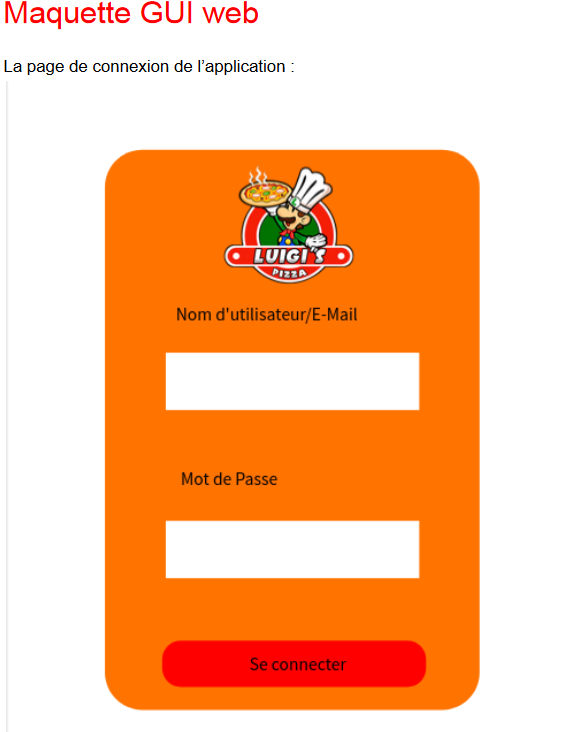 Maquette GUI web
La page de connexion de l’application :
LUIGI'S
PIZZA
Nom d'utilisateur/E-Mail
Mot de Passe
Se connecter